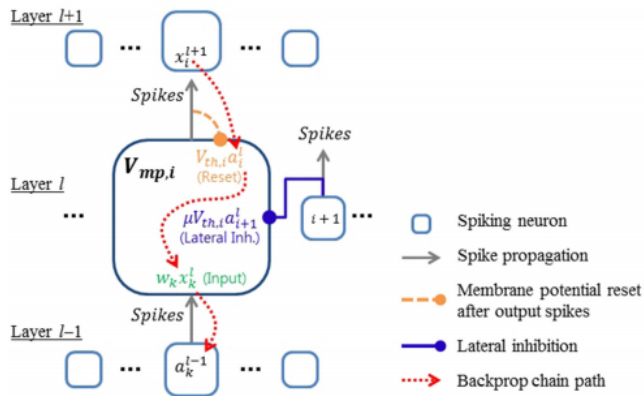 Layer l+1
... x_i^{l+1} ...
Spikes
Spikes
V_{mp,i}
V_{th,i} a_i^l
(Reset)
Layer l
...
μV_{th,i} a_{i+1}^l
(Lateral Inh.)
i + 1 ...
w_k x_k^l (Input)
Spikes
Layer l−1
... a_k^{l-1} ...
Spiking neuron
Spike propagation
Membrane potential reset
after output spikes
Lateral inhibition
Backprop chain path